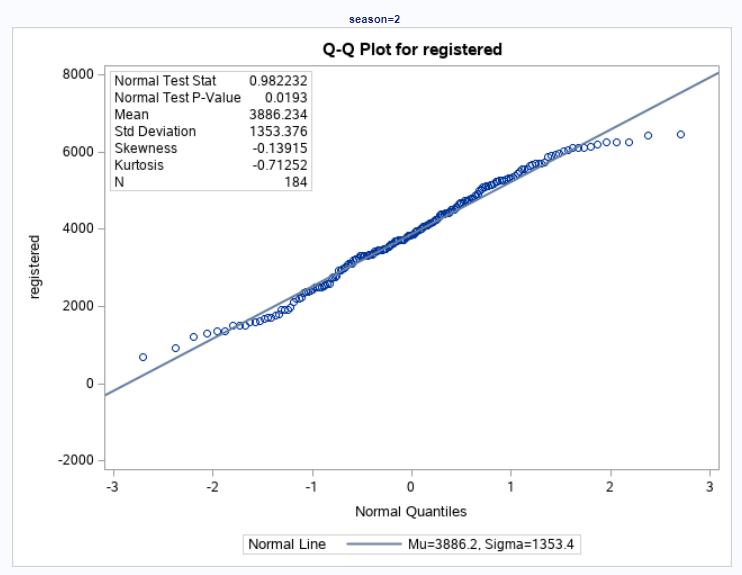 season=2
Q-Q Plot for registered
Normal Test Stat 0.982232
Normal Test P-Value 0.0193
Mean 3886.234
Std Deviation 1353.376
Skewness -0.13915
Kurtosis -0.71252
N 184
8000
6000
4000
2000
0
-2000
registered
-3 -2 -1 0 1 2 3
Normal Quantiles
Normal Line Mu=3886.2, Sigma=1353.4